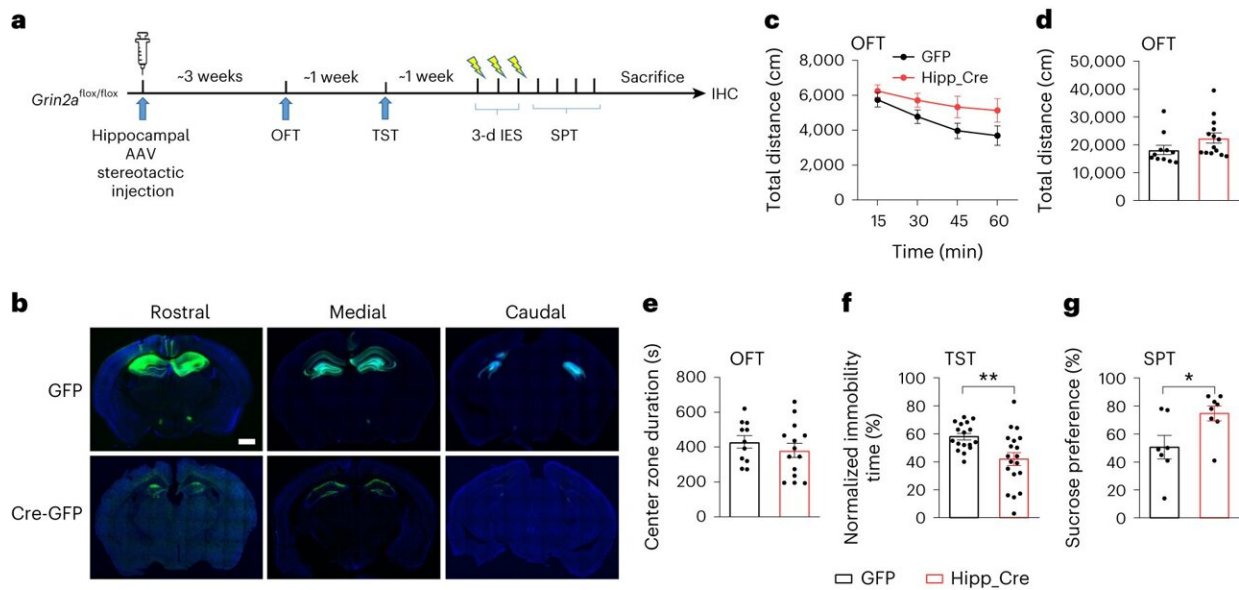 a
~3 weeks
~1 week
~1 week
Sacrifice
Grin2a^flox/flox
IHC
Hippocampal
AAV
stereotactic
injection
OFT
TST
3-d IES
SPT
b
Rostral
Medial
Caudal
GFP
Cre-GFP
c
OFT
GFP
Hipp_Cre
Total distance (cm)
8,000
6,000
4,000
2,000
0
15 30 45 60
Time (min)
d
OFT
Total distance (cm)
50,000
40,000
30,000
20,000
10,000
0
e
OFT
Center zone duration (s)
800
600
400
200
0
f
TST
**
Normalized immobility
time (%)
100
80
60
40
20
0
g
SPT
*
Sucrose preference (%)
100
80
60
40
20
0
GFP
Hipp_Cre